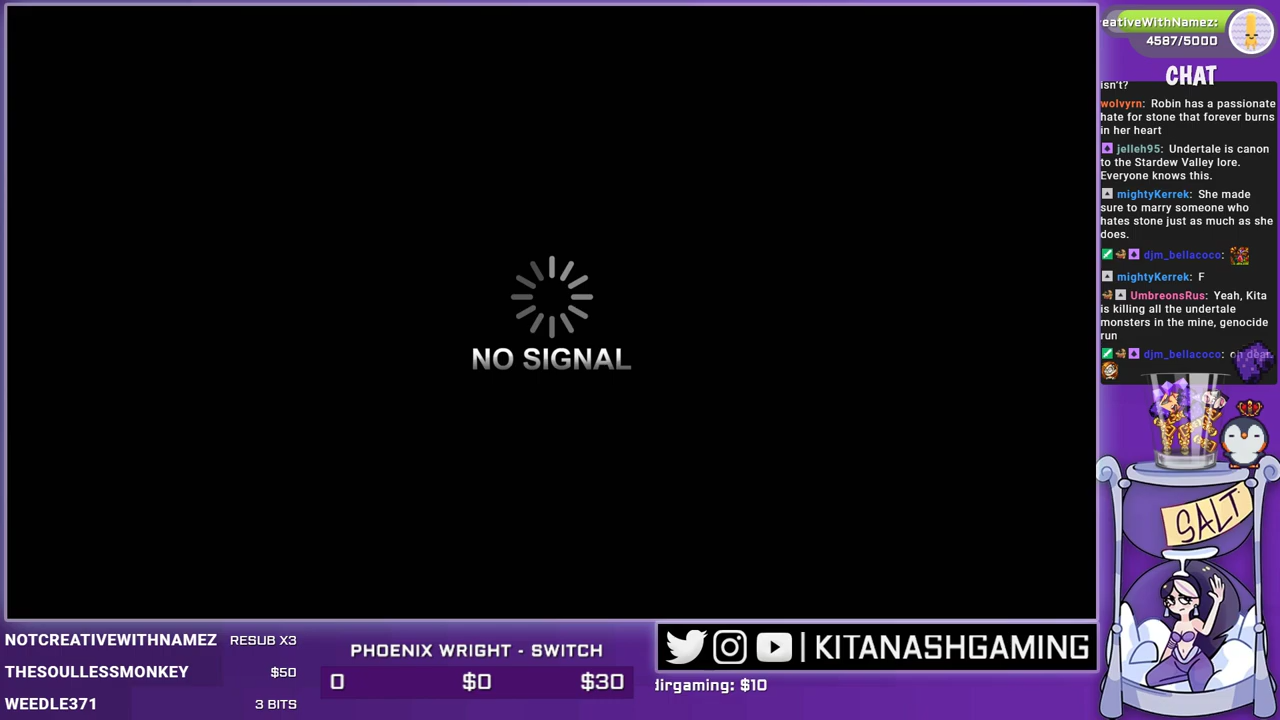 NO SIGNAL
eativeWithNamez:
4587/5000
CHAT
isn't?
wolvyrn: Robin has a passionate
hate for stone that forever burns
in her heart
jelleh95: Undertale is canon
to the Stardew Valley lore.
Everyone knows this.
mightyKerrek: She made
sure to marry someone who
hates stone just as much as she
does.
djm_bellacoco:
mightyKerrek: F
UmbreonsRus: Yeah, Kita
is killing all the undertale
monsters in the mine, genocide
run
djm_bellacoco: oh dear
SALT
NOTCREATIVEWITHNAMEZ RESUB X3
THESOULLESSMONKEY $50
WEEDLE371 3 BITS
PHOENIX WRIGHT - SWITCH
0 $0 $30
| KITANASHGAMING
dirgaming: $10